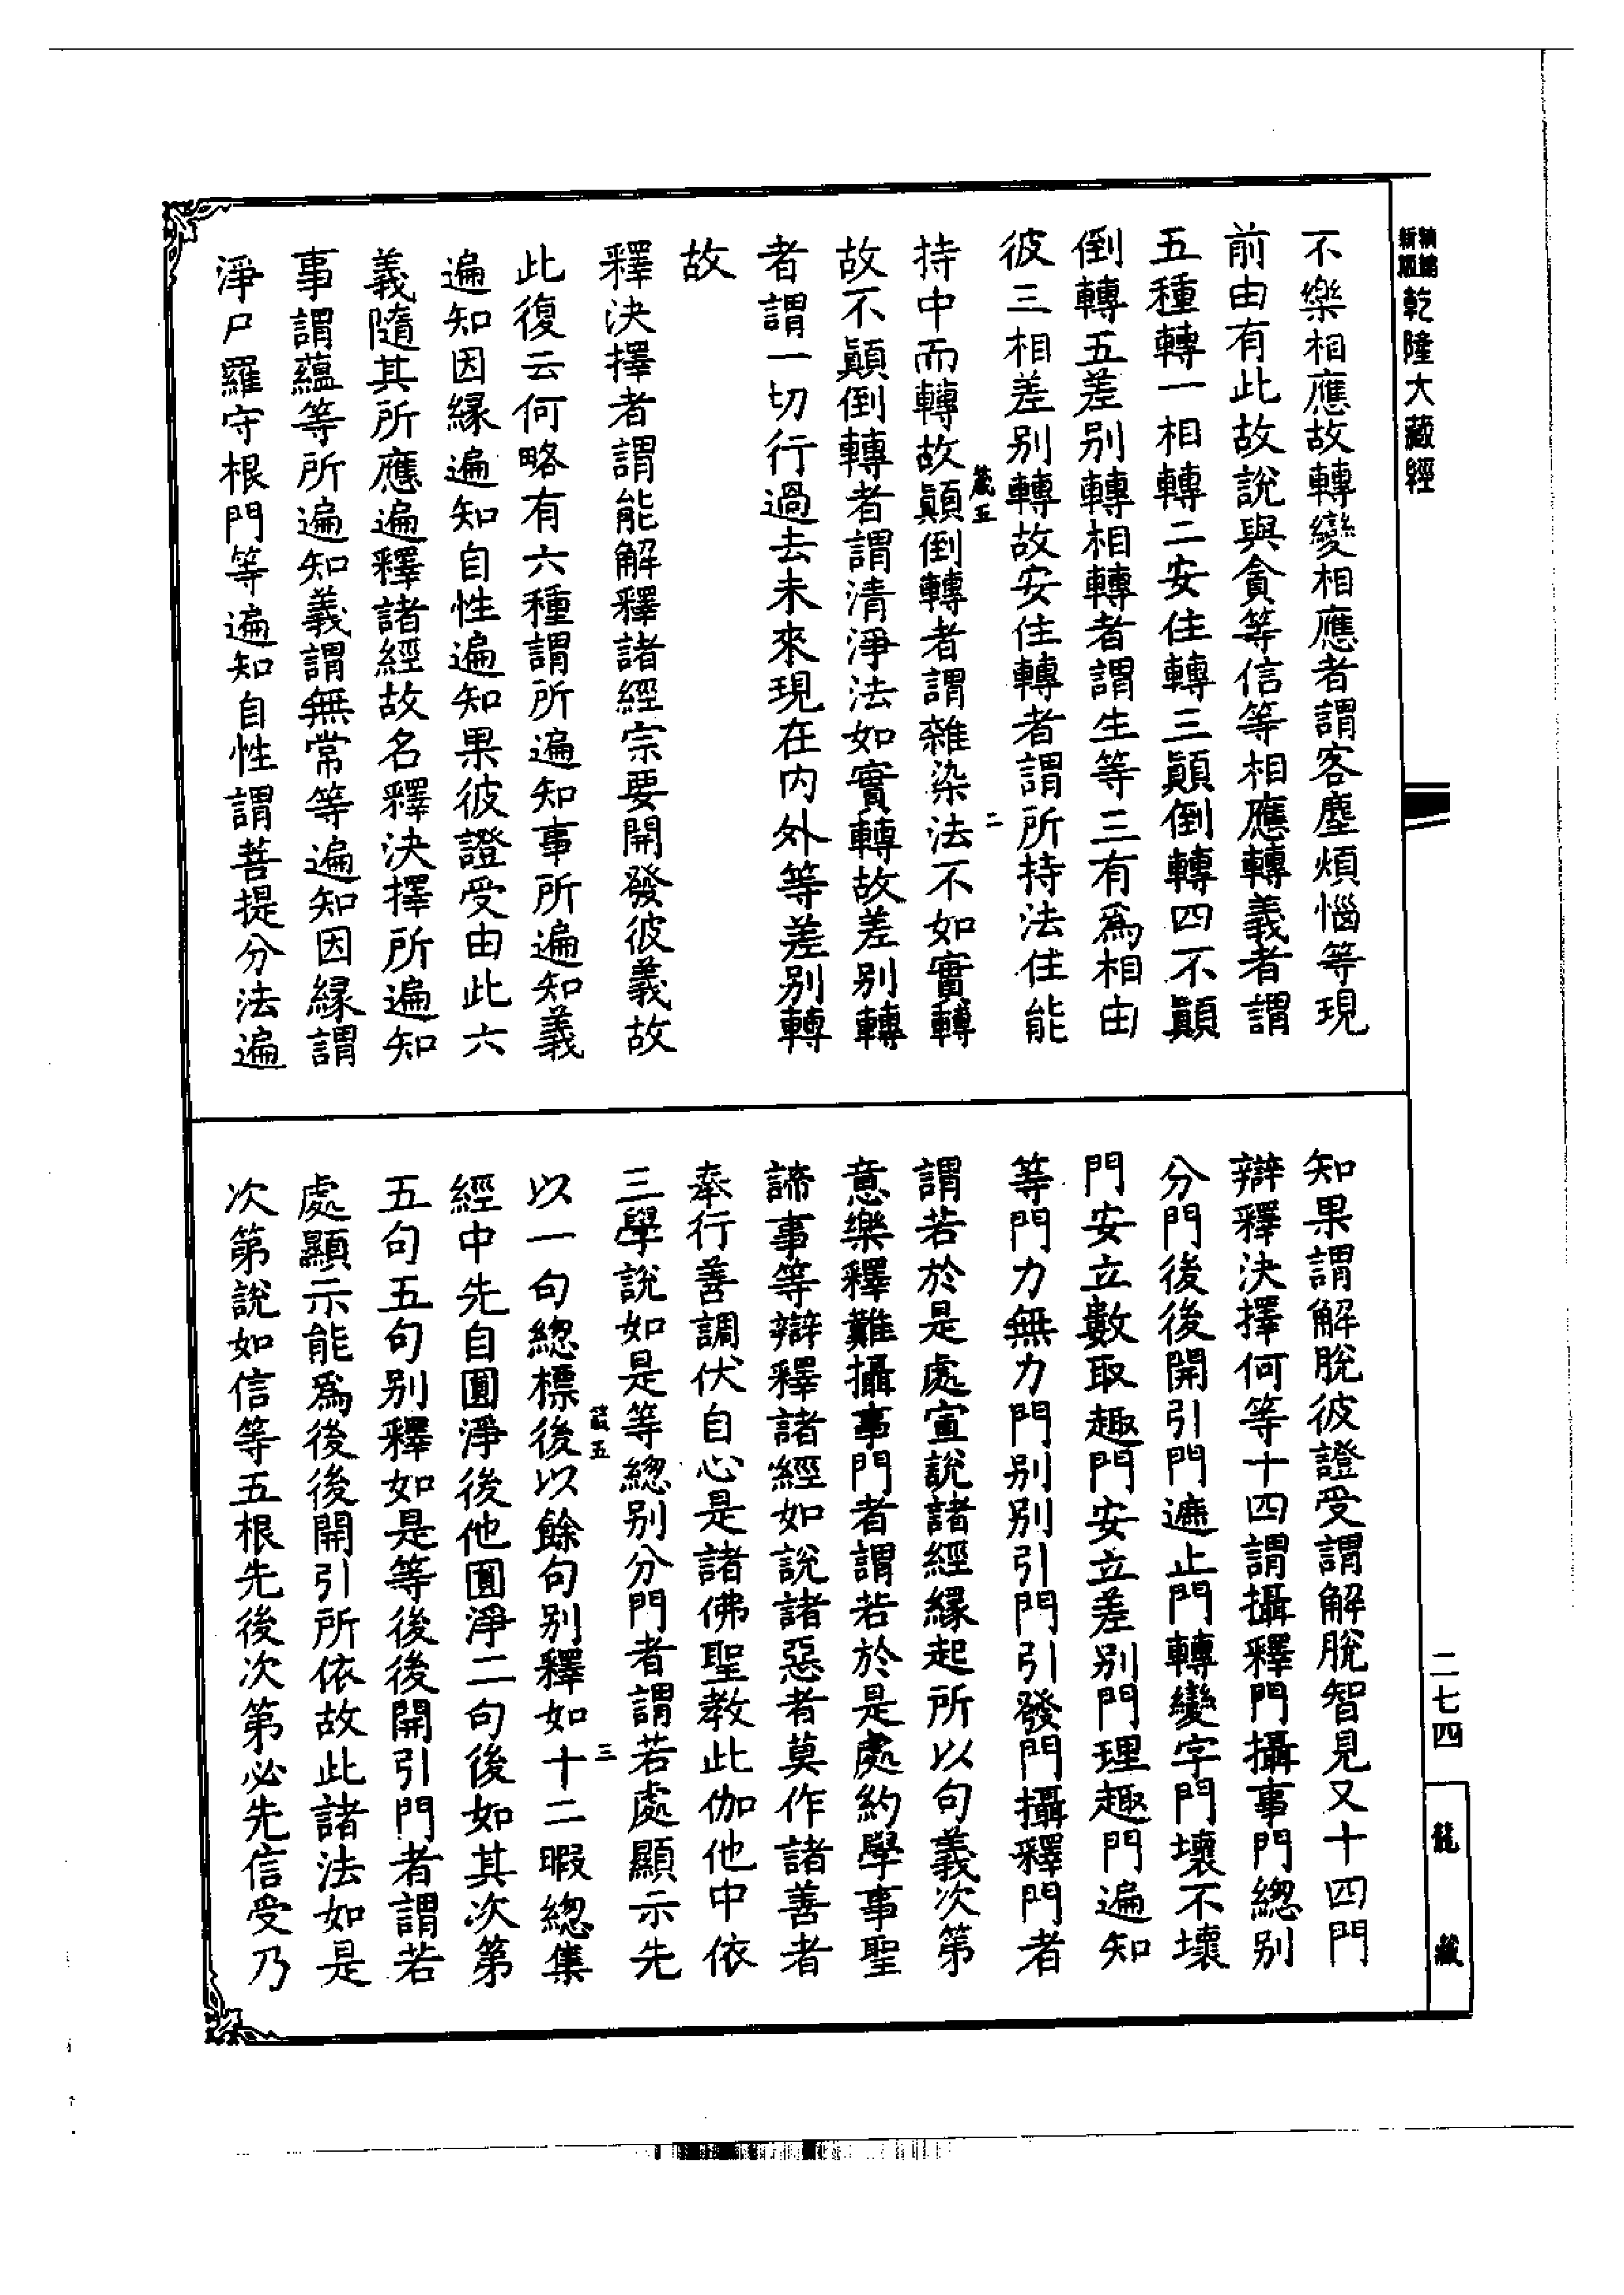 新編
新版
乾隆大藏經
不樂相應故轉變相應者謂客塵煩惱等現
前由有此故說與貪等信等相應轉義者謂
五種轉一相轉二安住轉三顚倒轉四不顚
倒轉五差別轉相轉者謂生等三有爲相由
彼三相差別轉故安住轉者謂所持法住能
箴五
二
持中而轉故顚倒轉者謂雜染法不如實轉
故不顚倒轉者謂清淨法如實轉故差別轉
者謂一切行過去未來現在內外等差別轉
故
釋決擇者謂能解釋諸經宗要開發彼義故
此復云何略有六種謂所遍知事所遍知義
遍知因緣遍知自性遍知果彼證受由此六
義隨其所應遍釋諸經故名釋決擇所遍知
事謂蘊等所遍知義謂無常等遍知因緣謂
淨尸羅守根門等遍知自性謂菩提分法遍
知果謂解脫彼證受謂解脫智見又十四門
辯釋決擇何等十四謂攝釋門攝事門總別
分門後後開引門遮止門轉變字門壞不壞
門安立數取趣門安立差別門理趣門遍知
等門力無力門別別引門引發門攝釋門者
謂若於是處宣說諸經緣起所以句義次第
意樂釋難攝事門者謂若於是處約學事聖
諦事等辯釋諸經如說諸惡者莫作諸善者
奉行善調伏自心是諸佛聖教此伽他中依
三學說如是等總別分門者謂若處顯示先
箴五
三
以一句總標後以餘句別釋如十二暇總集
經中先自圓淨後他圓淨二句後如其次第
五句五句別釋如是等後後開引門者謂若
處顯示能爲後後開引所依故此諸法如是
次第說如信等五根先後次第必先信受乃
二七四
龍藏